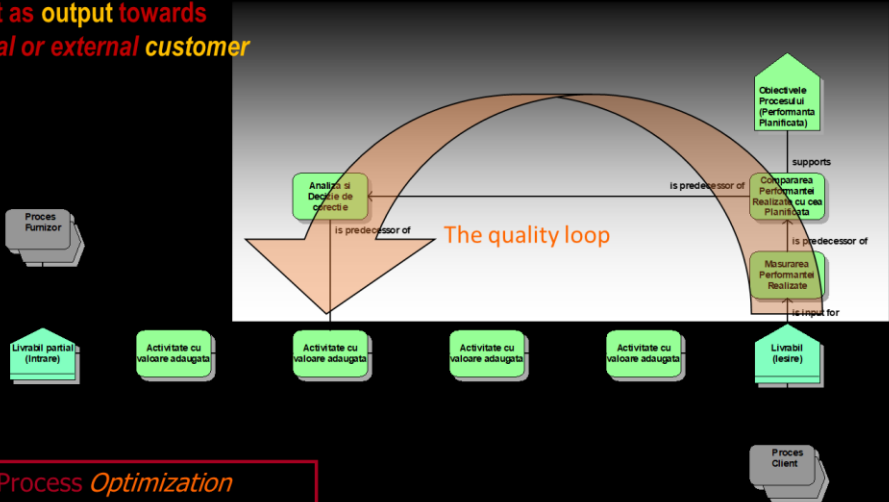 as output towards
or external customer
Obiectivele
Procesului
(Performanta
Planificata)
supports
Analiza si
Decizie de
corectie
is predecessor of
Compararea
Performantei
Realizate cu cea
Planificata
is predecessor of
The quality loop
is predecessor of
Masurarea
Performantei
Realizate
is input for
Proces
Furnizor
Livrabil partial
(Intrare)
Activitate cu
valoare adaugata
Activitate cu
valoare adaugata
Activitate cu
valoare adaugata
Activitate cu
valoare adaugata
Livrabil
(Iesire)
Proces
Client
Process Optimization